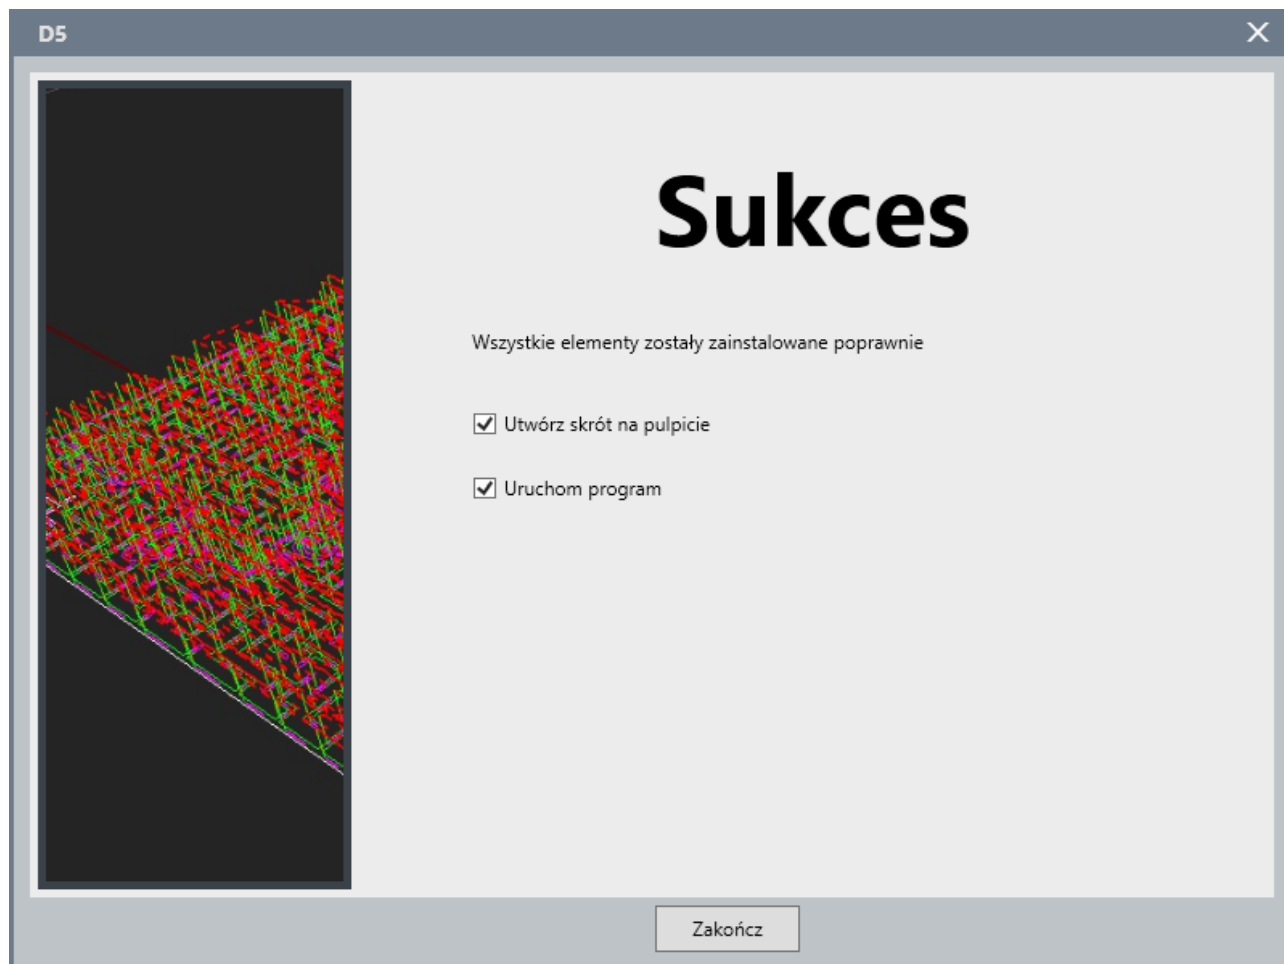 D5
Sukces
Wszystkie elementy zostały zainstalowane poprawnie
Utwórz skrót na pulpicie
Uruchom program
Zakończ